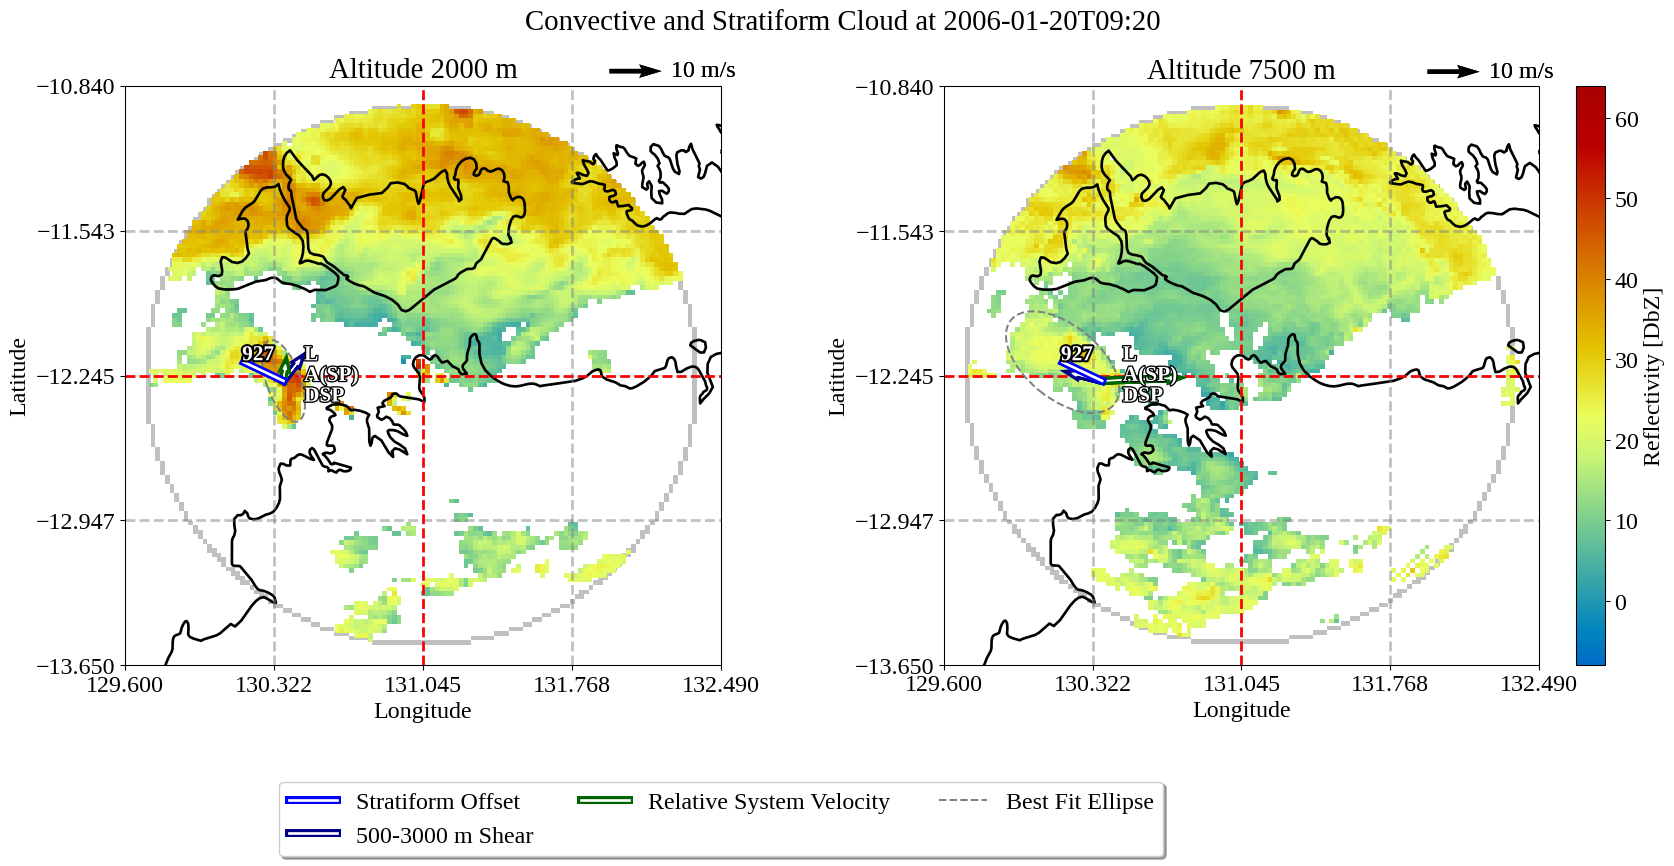 Convective and Stratiform Cloud at 2006-01-20T09:20
Altitude 2000 m
10 m/s
Altitude 7500 m
10 m/s
−10.840
−11.543
−12.245
−12.947
−13.650
129.600
130.322
131.045
131.768
132.490
Longitude
Latitude
927
L
A(SP)
DSP
−10.840
−11.543
−12.245
−12.947
−13.650
129.600
130.322
131.045
131.768
132.490
Longitude
Latitude
927
L
A(SP)
DSP
60
50
40
30
20
10
0
Reflectivity [DbZ]
Stratiform Offset
500-3000 m Shear
Relative System Velocity
Best Fit Ellipse